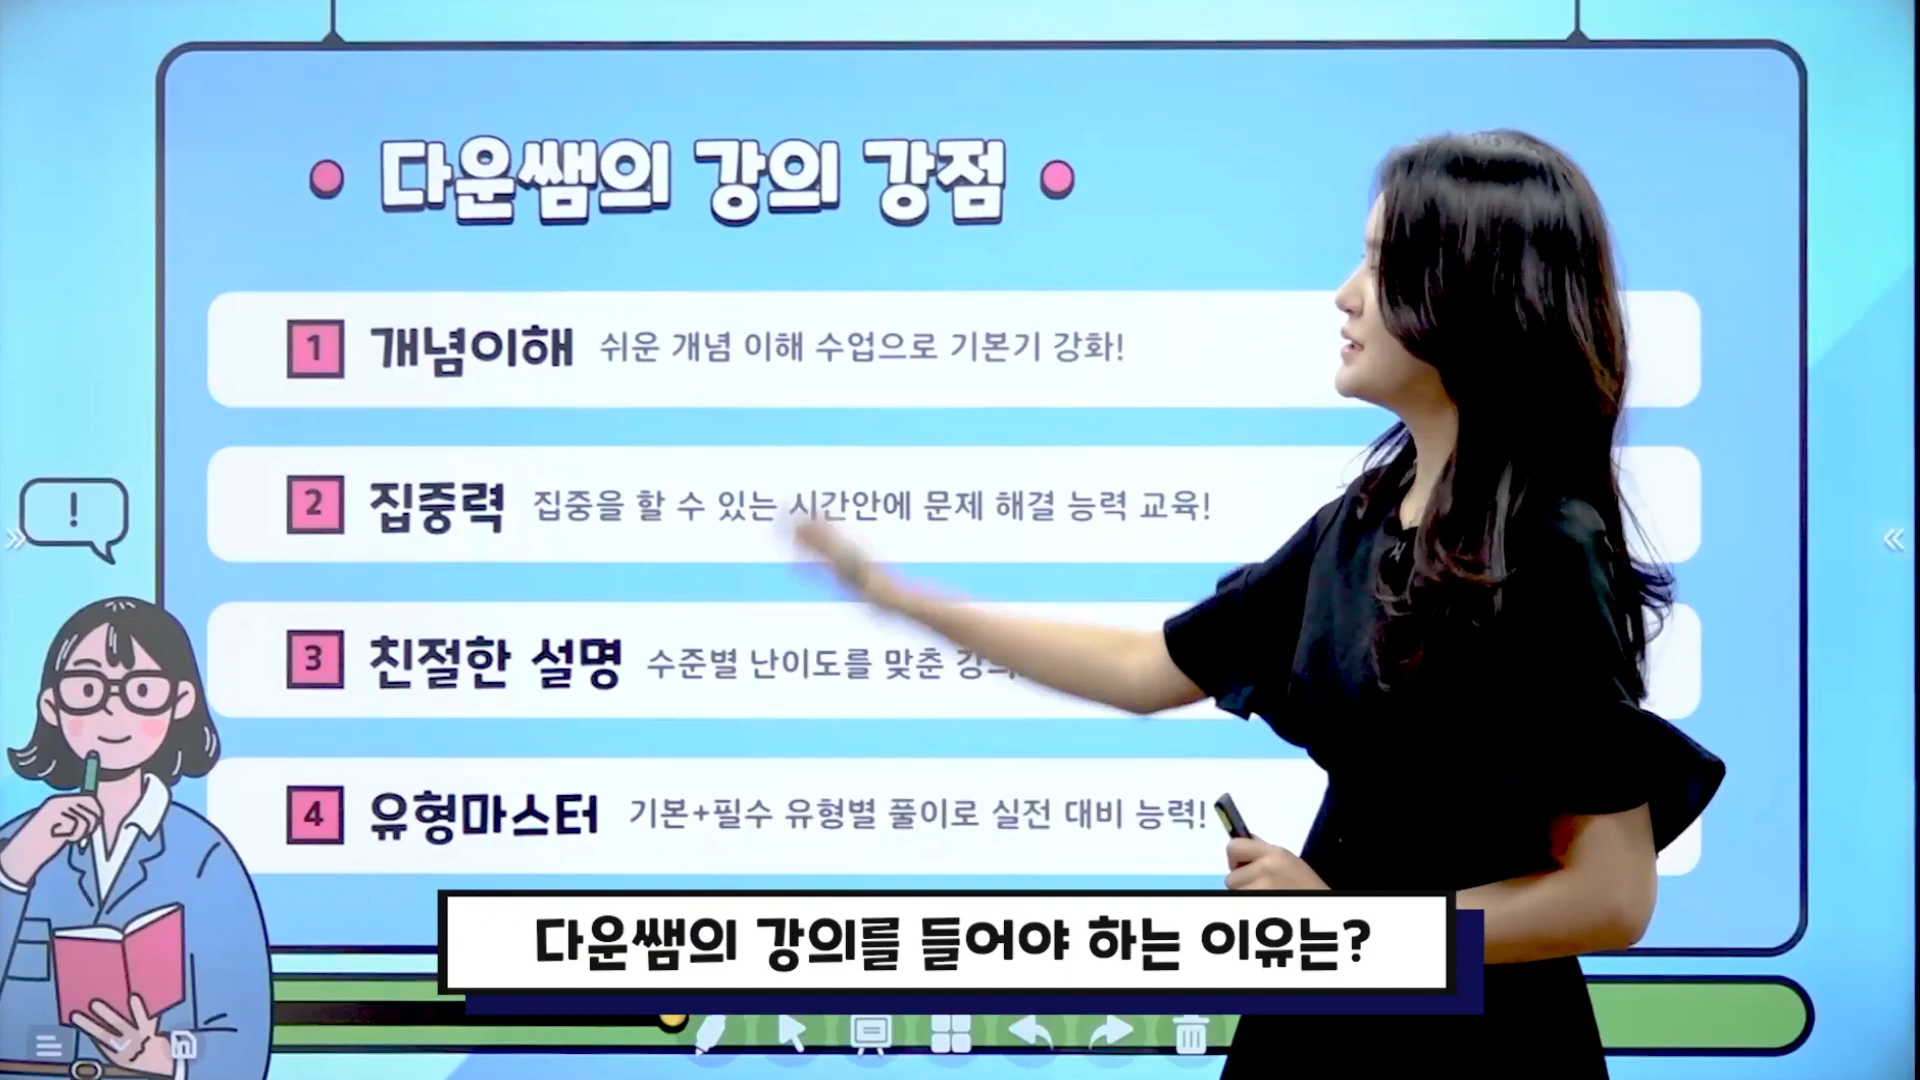 다운쌤의 강의 강점
1 개념이해 쉬운 개념 이해 수업으로 기본기 강화!
2 집중력 집중을 할 수 있는 시간안에 문제 해결 능력 교육!
!
3 친절한 설명 수준별 난이도를 맞춘
4 유형마스터 기본+필수 유형별 풀이로 실전 대비 능력!
다운쌤의 강의를 들어야 하는 이유는?